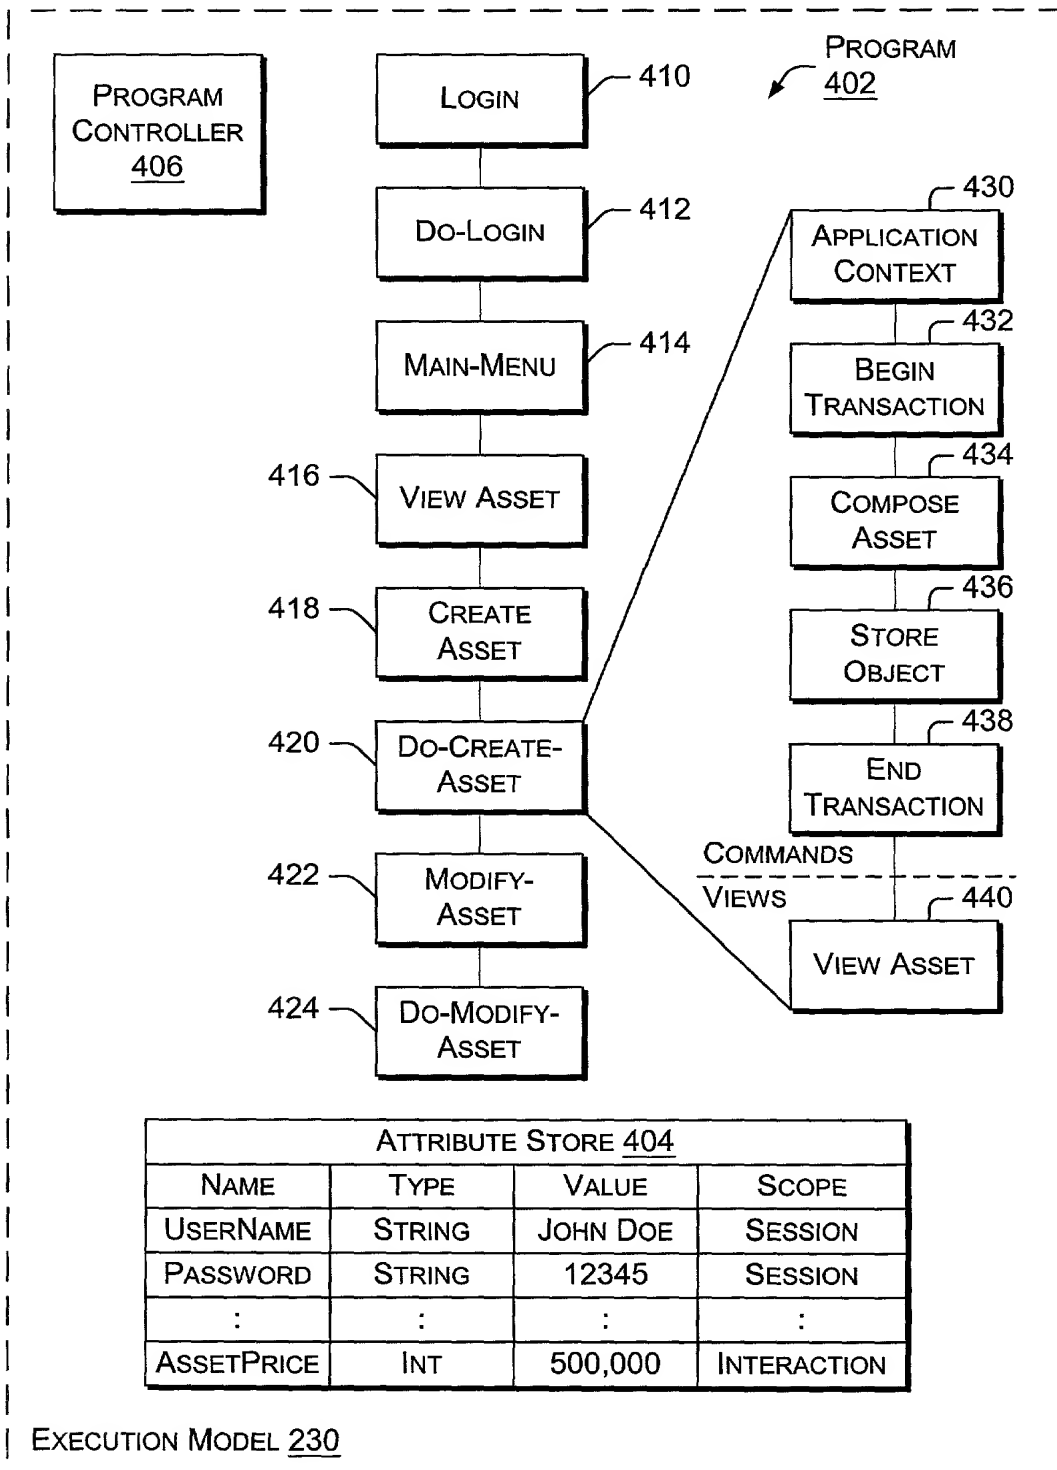 PROGRAM
CONTROLLER
406
LOGIN
410
PROGRAM
402
DO-LOGIN
412
MAIN-MENU
414
416
VIEW ASSET
418
CREATE
ASSET
420
DO-CREATE-
ASSET
422
MODIFY-
ASSET
424
DO-MODIFY-
ASSET
430
APPLICATION
CONTEXT
432
BEGIN
TRANSACTION
434
COMPOSE
ASSET
436
STORE
OBJECT
438
END
TRANSACTION
COMMANDS
VIEWS
440
VIEW ASSET
ATTRIBUTE STORE 404
NAME TYPE VALUE SCOPE
USERNAME STRING JOHN DOE SESSION
PASSWORD STRING 12345 SESSION
: : : :
ASSETPRICE INT 500,000 INTERACTION
EXECUTION MODEL 230